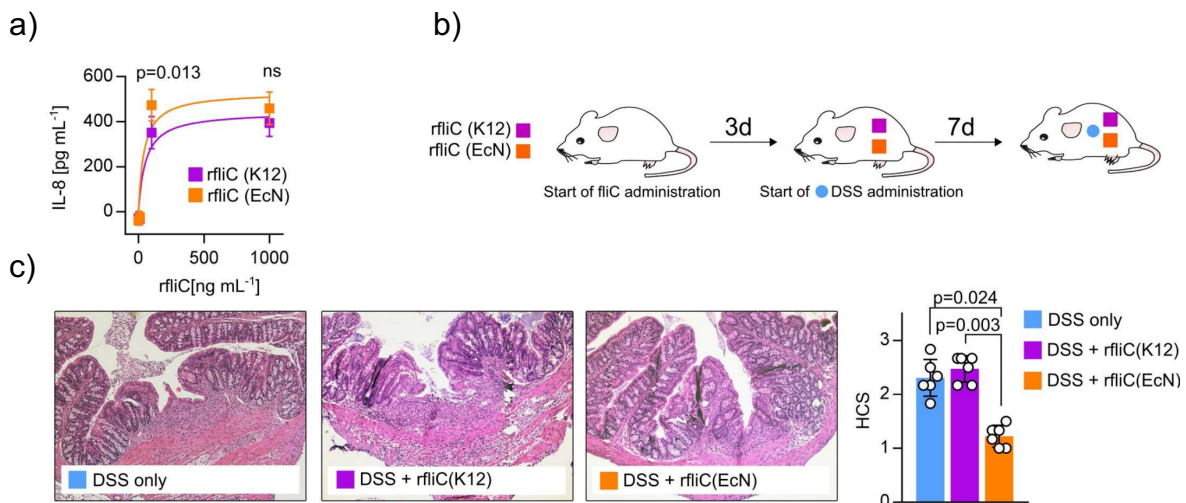 a)
p=0.013
ns
600
400
200
0
IL-8 [pg mL-1]
rfliC (K12)
rfliC (EcN)
0
500
1000
rfliC[ng mL-1]
b)
rfliC (K12)
rfliC (EcN)
3d
7d
Start of fliC administration
Start of DSS administration
c)
DSS only
DSS + rfliC(K12)
DSS + rfliC(EcN)
p=0.024
p=0.003
3
2
1
0
HCS
DSS only
DSS + rfliC(K12)
DSS + rfliC(EcN)